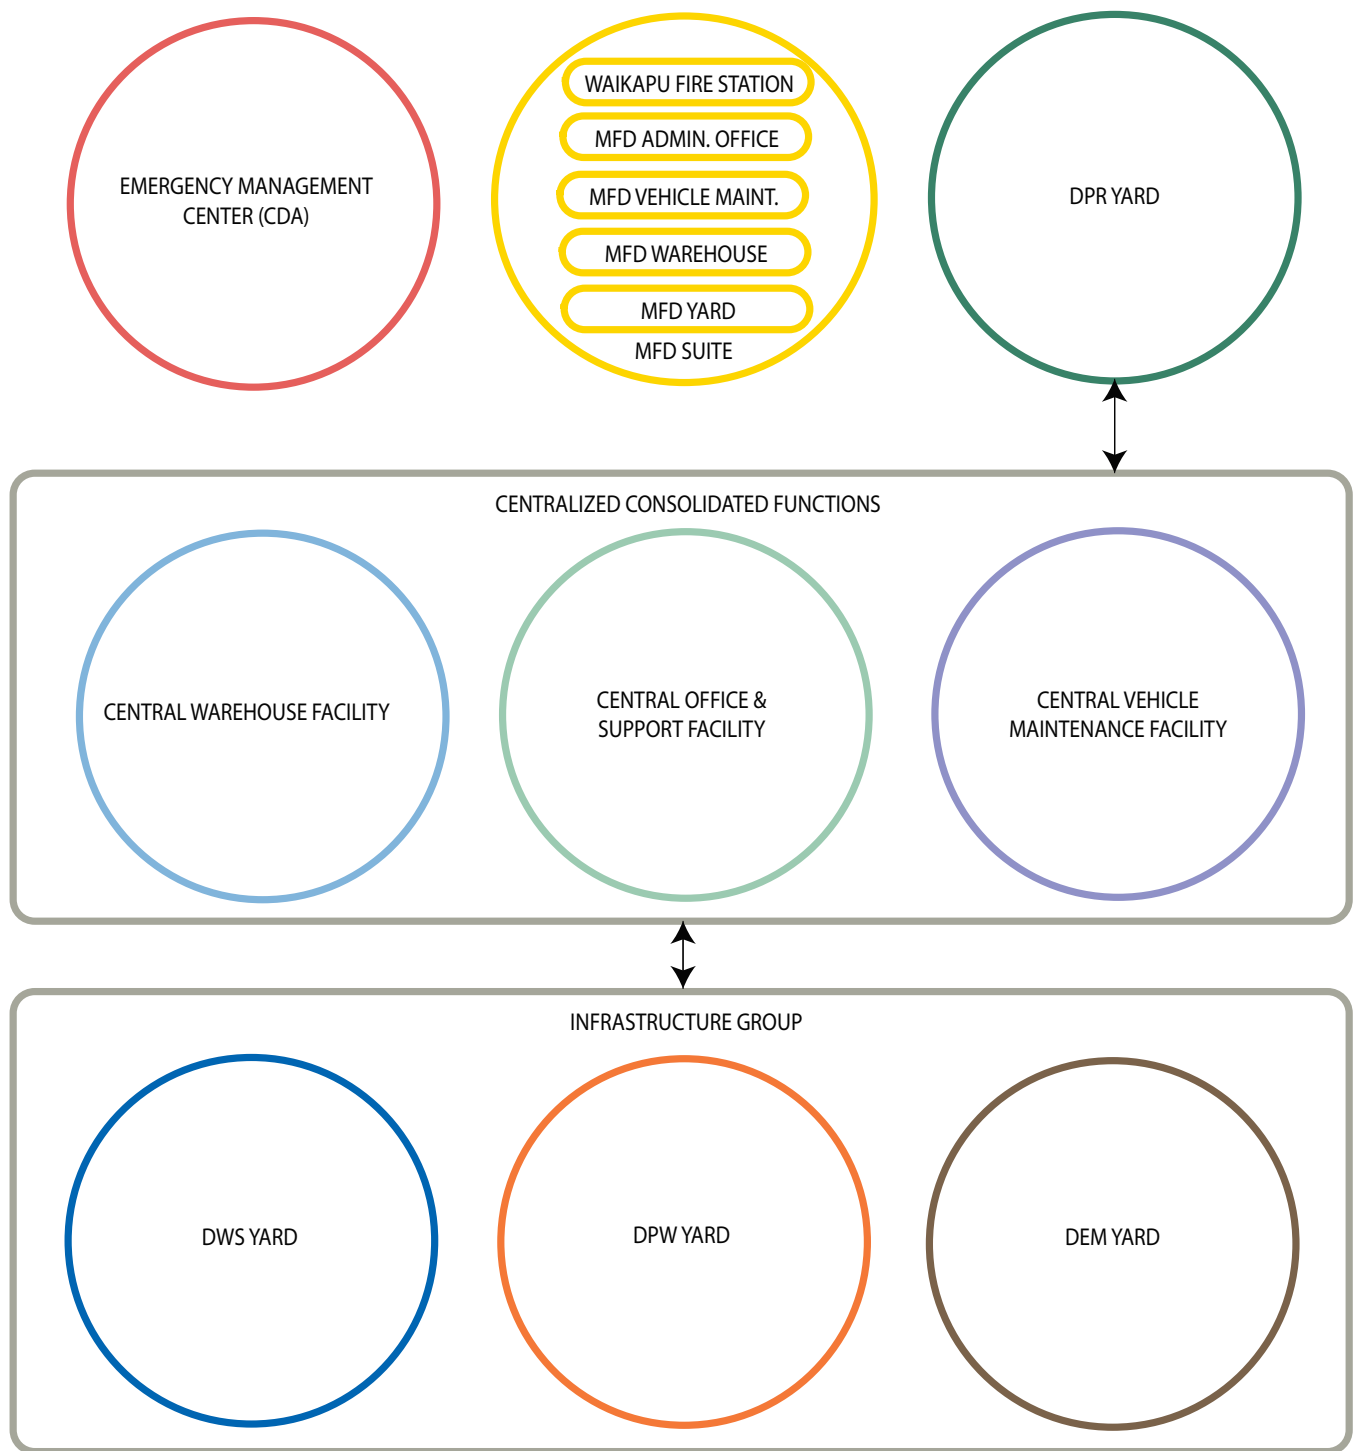 EMERGENCY MANAGEMENT
CENTER (CDA)
WAIKAPU FIRE STATION
MFD ADMIN. OFFICE
MFD VEHICLE MAINT.
MFD WAREHOUSE
MFD YARD
MFD SUITE
DPR YARD
CENTRALIZED CONSOLIDATED FUNCTIONS
CENTRAL WAREHOUSE FACILITY
CENTRAL OFFICE &
SUPPORT FACILITY
CENTRAL VEHICLE
MAINTENANCE FACILITY
INFRASTRUCTURE GROUP
DWS YARD
DPW YARD
DEM YARD